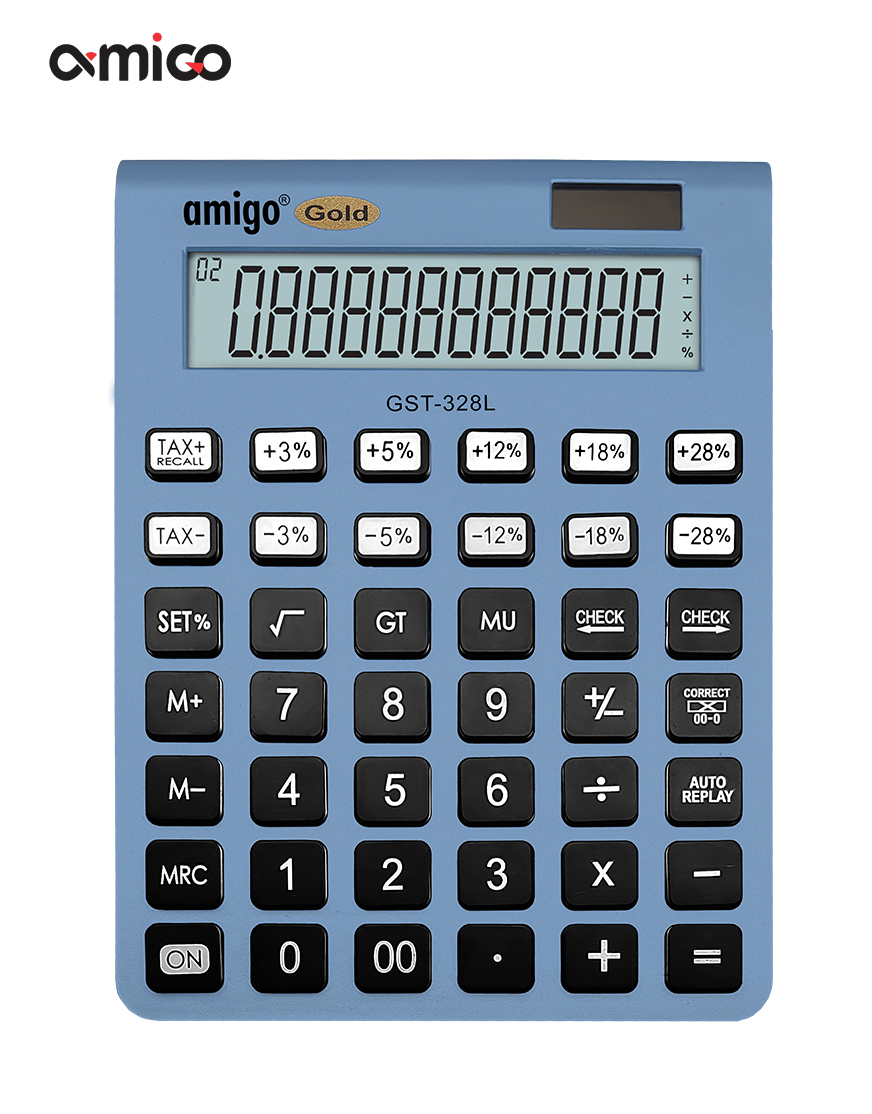 amigo
amigo® Gold
02
0.88888888888
+
−
x
÷
%
GST-328L
TAX+ RECALL +3% +5% +12% +18% +28%
TAX− −3% −5% −12% −18% −28%
SET% √ GT MU CHECK ← CHECK →
M+ 7 8 9 +/− CORRECT 00-0
M− 4 5 6 ÷ AUTO REPLAY
MRC 1 2 3 X −
ON 0 00 . + =